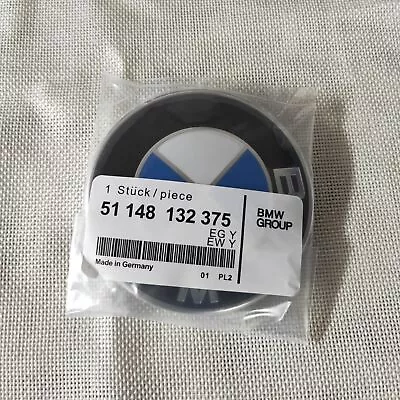 1 Stück / piece
51 148 132 375
EG Y
EW Y
Made in Germany
01 PL2
BMW
GROUP
M